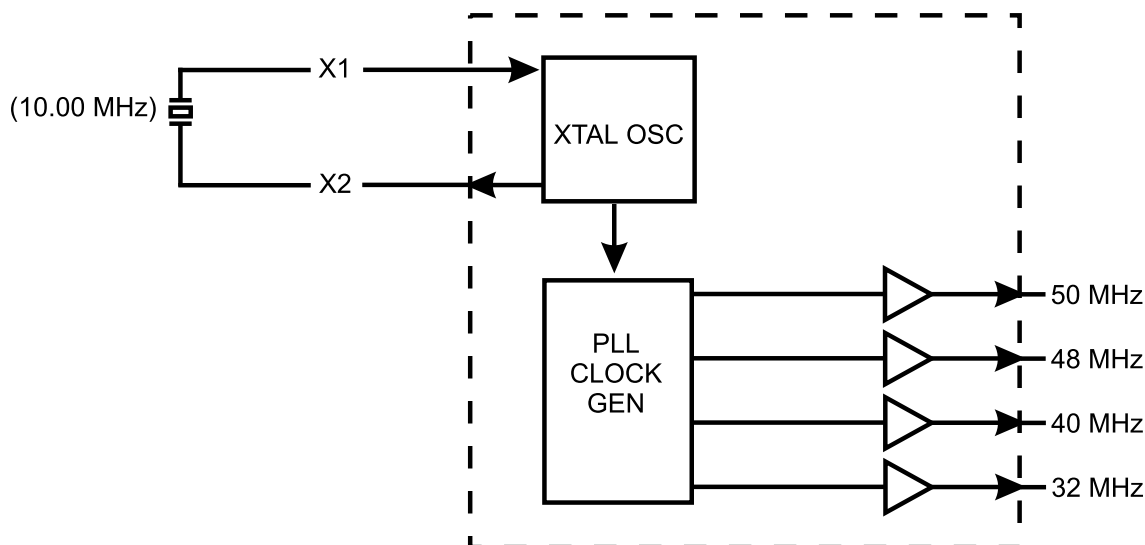 X1
(10.00 MHz)
XTAL OSC
X2
PLL
CLOCK
GEN
50 MHz
48 MHz
40 MHz
32 MHz